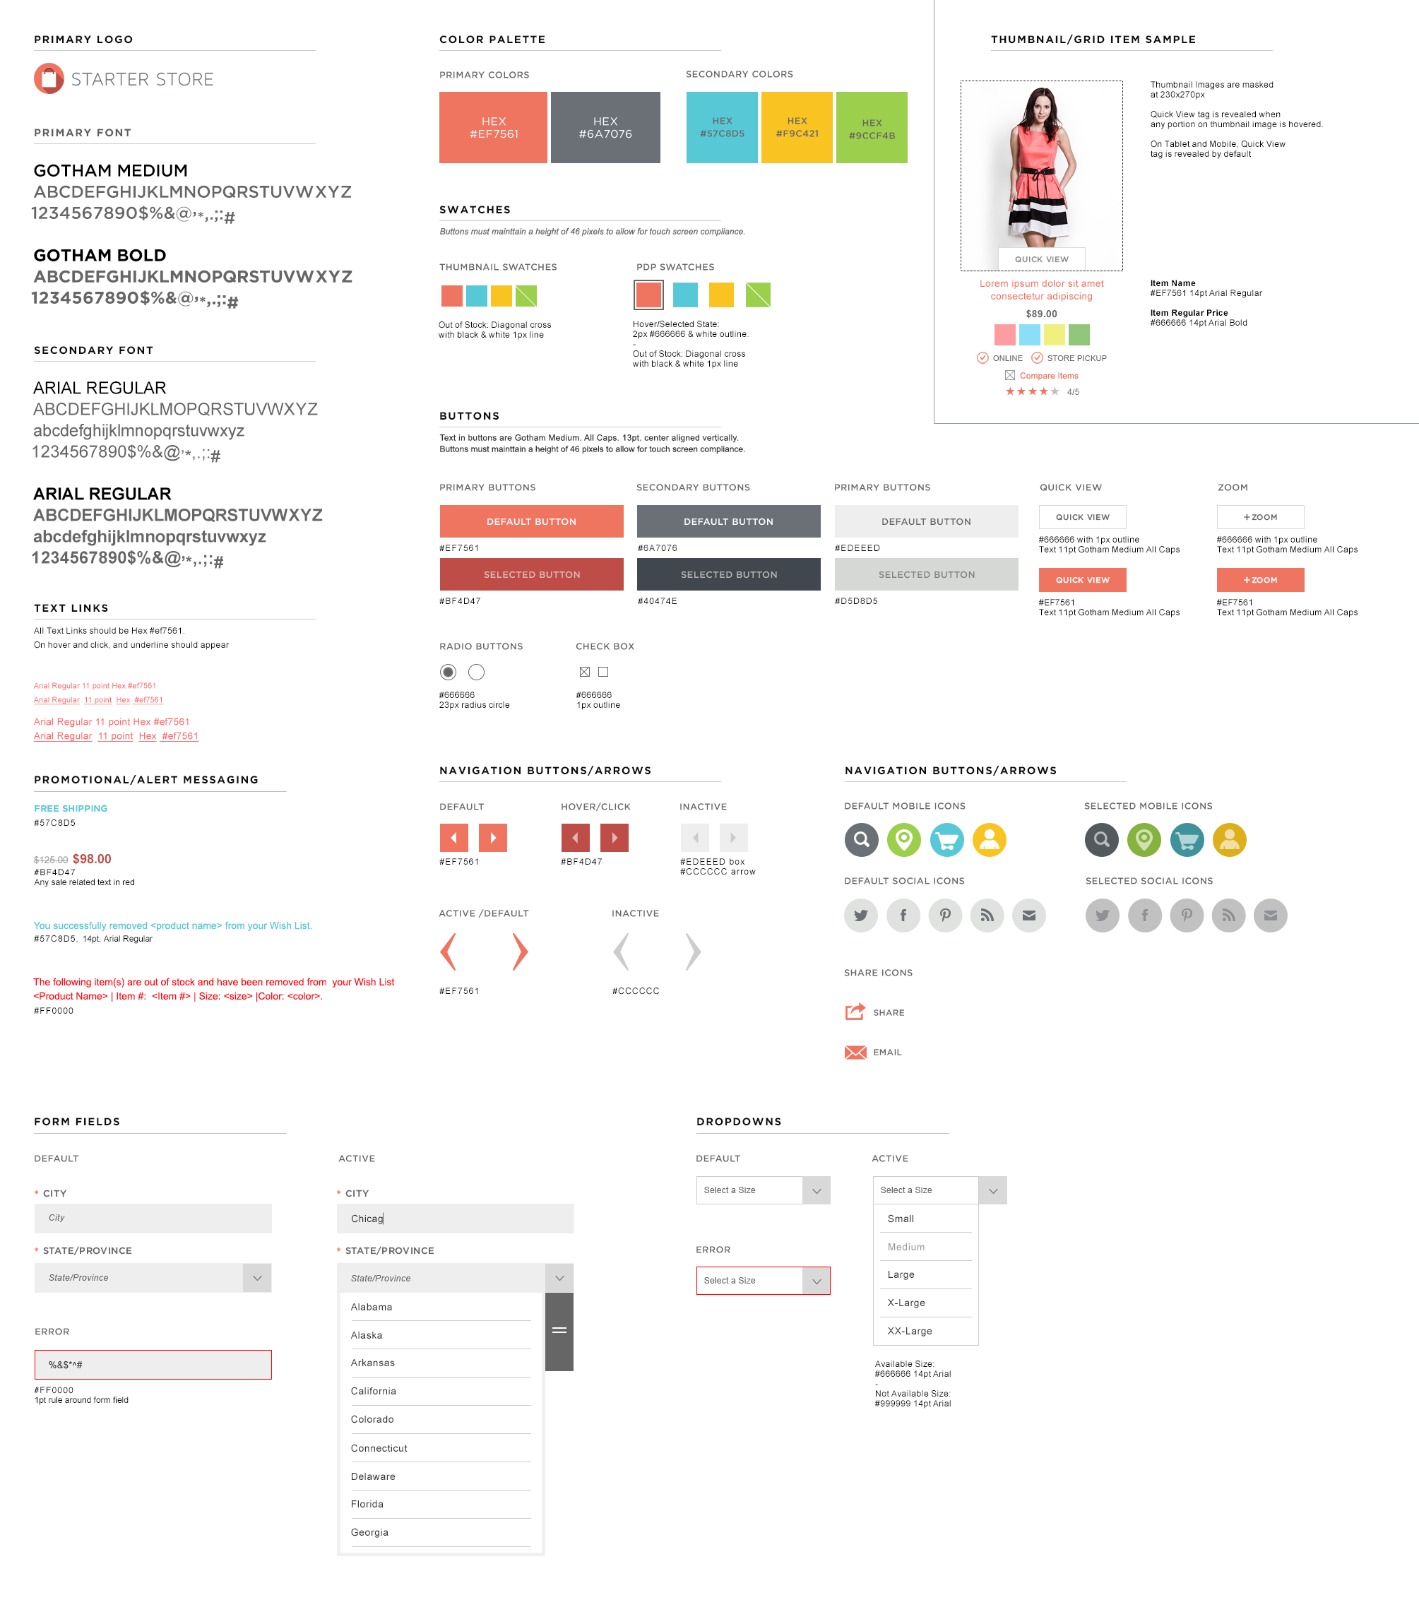 PRIMARY LOGO
STARTER STORE
PRIMARY FONT
GOTHAM MEDIUM
ABCDEFGHIJKLMNOPQRSTUVWXYZ
1234567890$%&@'*,.;:#
GOTHAM BOLD
ABCDEFGHIJKLMNOPQRSTUVWXYZ
1234567890$%&@'*,.;:#
SECONDARY FONT
ARIAL REGULAR
ABCDEFGHIJKLMOPQRSTUVWXYZ
abcdefghijklmnopqrstuvwxyz
1234567890$%&@'*,.;:#
ARIAL REGULAR
ABCDEFGHIJKLMOPQRSTUVWXYZ
abcdefghijklmnopqrstuvwxyz
1234567890$%&@'*,.;:#
TEXT LINKS
All Text Links should be Hex #ef7561.
On hover and click, and underline should appear
Arial Regular 11 point Hex #ef7561
Arial Regular 11 point Hex #ef7561
Arial Regular 11 point Hex #ef7561
Arial Regular 11 point Hex #ef7561
PROMOTIONAL/ALERT MESSAGING
FREE SHIPPING
#57C8D5
$125.00 $98.00
#BF4D47
Any sale related text in red
You successfully removed <product name> from your Wish List.
#57C8D5, 14pt. Arial Regular
The following item(s) are out of stock and have been removed from your Wish List
<Product Name> | Item #: <Item #> | Size: <size> |Color: <color>.
#FF0000
COLOR PALETTE
PRIMARY COLORS
HEX
#EF7561
HEX
#6A7076
SECONDARY COLORS
HEX
#57C8D5
HEX
#F9C421
HEX
#9CCF4B
SWATCHES
Buttons must mainttain a height of 46 pixels to allow for touch screen compliance.
THUMBNAIL SWATCHES
Out of Stock: Diagonal cross
with black & white 1px line
PDP SWATCHES
Hover/Selected State:
2px #666666 & white outline.
-
Out of Stock: Diagonal cross
with black & white 1px line
BUTTONS
Text in buttons are Gotham Medium. All Caps. 13pt. center aligned vertically.
Buttons must mainttain a height of 46 pixels to allow for touch screen compliance.
PRIMARY BUTTONS
DEFAULT BUTTON
#EF7561
SELECTED BUTTON
#BF4D47
SECONDARY BUTTONS
DEFAULT BUTTON
#6A7076
SELECTED BUTTON
#40474E
PRIMARY BUTTONS
DEFAULT BUTTON
#EDEEED
SELECTED BUTTON
#D5D8D5
QUICK VIEW
QUICK VIEW
#666666 with 1px outline
Text 11pt Gotham Medium All Caps
QUICK VIEW
#EF7561
Text 11pt Gotham Medium All Caps
ZOOM
+ZOOM
#666666 with 1px outline
Text 11pt Gotham Medium All Caps
+ZOOM
#EF7561
Text 11pt Gotham Medium All Caps
RADIO BUTTONS
#666666
23px radius circle
CHECK BOX
#666666
1px outline
NAVIGATION BUTTONS/ARROWS
DEFAULT
#EF7561
HOVER/CLICK
#BF4D47
INACTIVE
#EDEEED box
#CCCCCC arrow
ACTIVE /DEFAULT
#EF7561
INACTIVE
#CCCCCC
NAVIGATION BUTTONS/ARROWS
DEFAULT MOBILE ICONS
SELECTED MOBILE ICONS
DEFAULT SOCIAL ICONS
SELECTED SOCIAL ICONS
SHARE ICONS
SHARE
EMAIL
THUMBNAIL/GRID ITEM SAMPLE
QUICK VIEW
Lorem ipsum dolor sit amet
consectetur adipiscing
$89.00
ONLINE STORE PICKUP
Compare Items
4/5
Thumbnail Images are masked
at 230x270px
Quick View tag is revealed when
any portion on thumbnail image is hovered.
On Tablet and Mobile, Quick View
tag is revealed by default
Item Name
#EF7561 14pt Arial Regular
Item Regular Price
#666666 14pt Arial Bold
FORM FIELDS
DEFAULT
* CITY
City
* STATE/PROVINCE
State/Province
ERROR
%&$*^#
#FF0000
1pt rule around form field
ACTIVE
* CITY
Chicag
* STATE/PROVINCE
State/Province
Alabama
Alaska
Arkansas
California
Colorado
Connecticut
Delaware
Florida
Georgia
DROPDOWNS
DEFAULT
Select a Size
ERROR
Select a Size
ACTIVE
Select a Size
Small
Medium
Large
X-Large
XX-Large
Available Size:
#666666 14pt Arial
-
Not Available Size:
#999999 14pt Arial